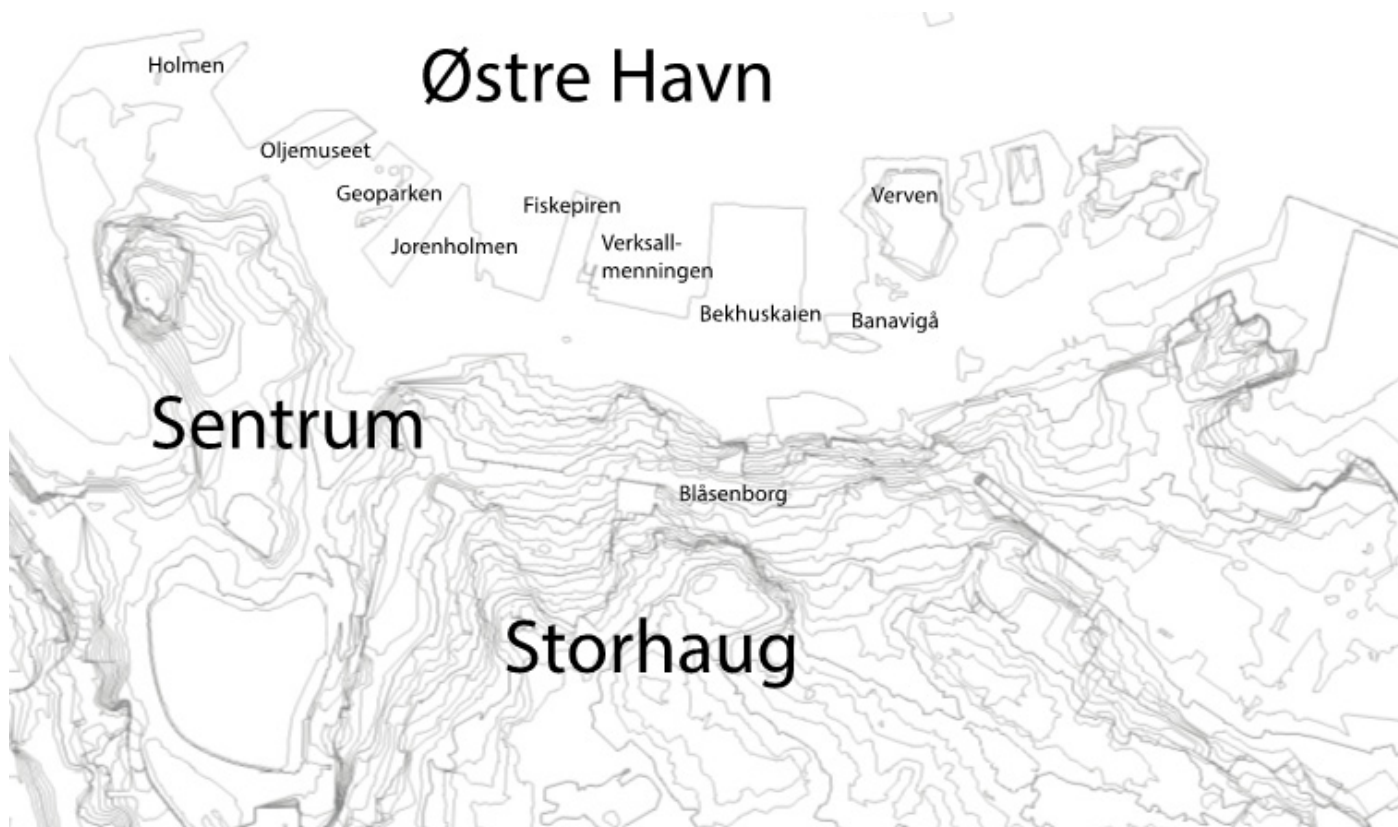 Østre Havn
Holmen
Oljemuseet
Geoparken
Fiskepiren
Verven
Jorenholmen
Verksall-
menningen
Bekhuskaien
Banavigå
Sentrum
Blåsenborg
Storhaug